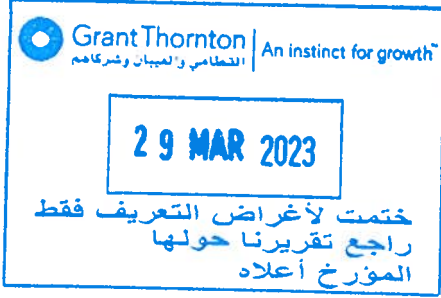 Grant Thornton | An instinct for growth™
القطامي والعيبان وشركاهم
29 MAR 2023
ختمت لأغراض التعريف فقط
راجع تقريرنا حولها
المؤرخ أعلاه